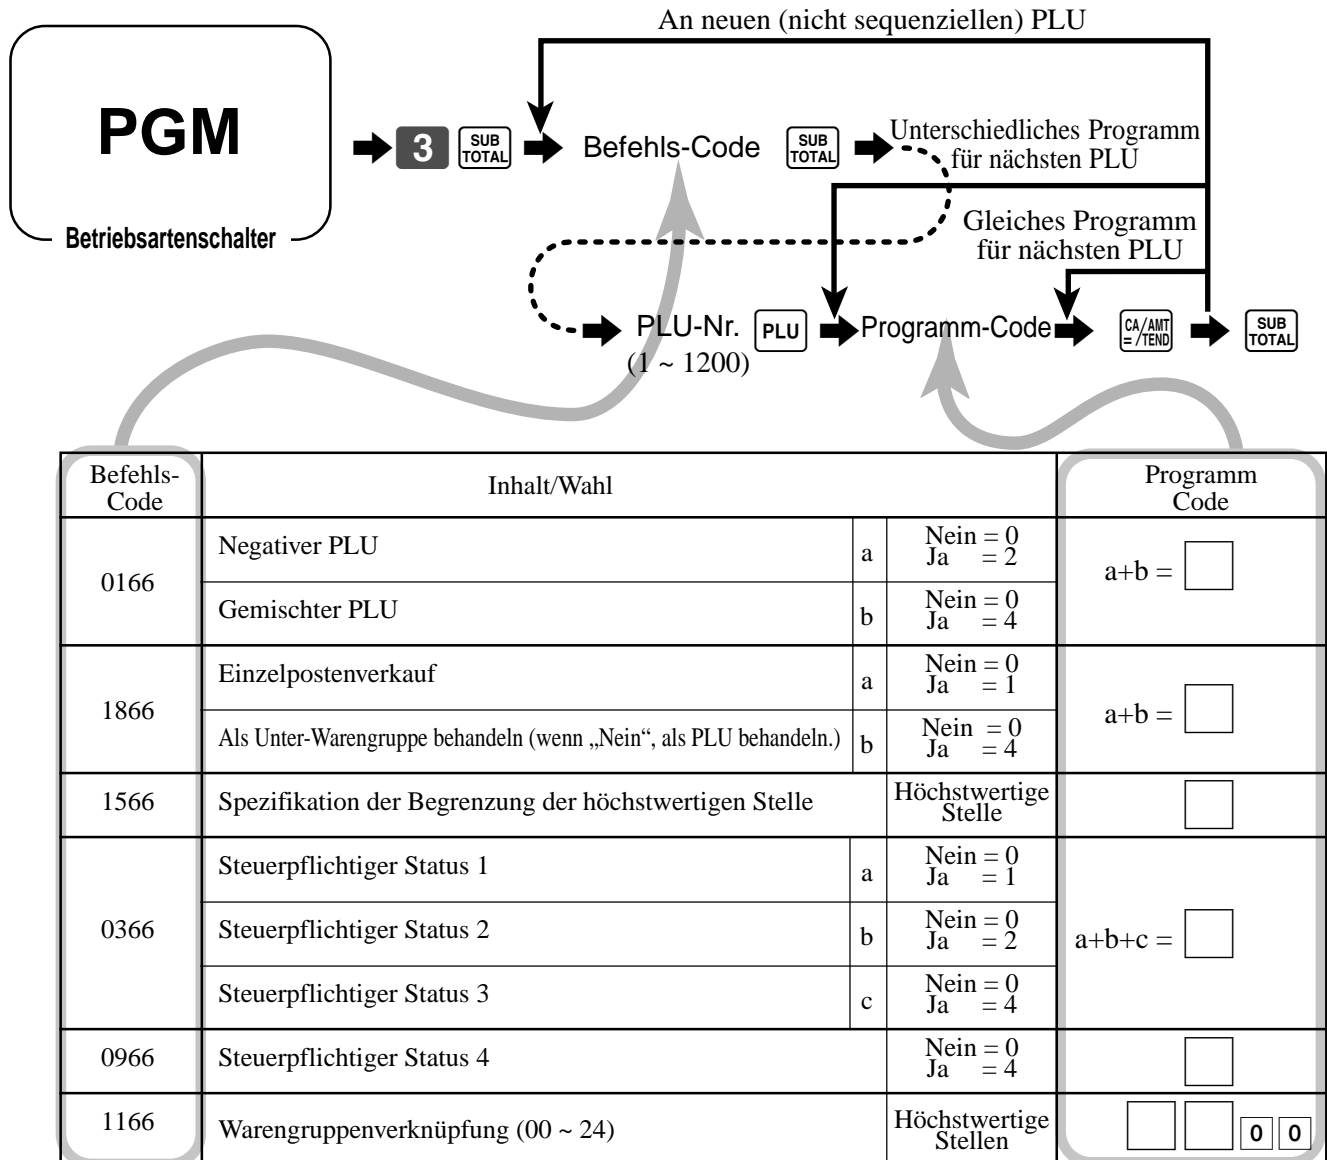 An neuen (nicht sequenziellen) PLU
PGM
Betriebsartenschalter
3 SUB TOTAL Befehls-Code SUB TOTAL
Unterschiedliches Programm
für nächsten PLU
Gleiches Programm
für nächsten PLU
PLU-Nr. PLU Programm-Code CA/AMT =/TEND SUB TOTAL
(1 ~ 1200)
Befehls-
Code
Inhalt/Wahl
Programm
Code
0166
Negativer PLU a Nein = 0
Ja = 2
a+b =
Gemischter PLU b Nein = 0
Ja = 4
1866
Einzelpostenverkauf a Nein = 0
Ja = 1
a+b =
Als Unter-Warengruppe behandeln (wenn „Nein“, als PLU behandeln.) b Nein = 0
Ja = 4
1566 Spezifikation der Begrenzung der höchstwertigen Stelle Höchstwertige
Stelle
0366
Steuerpflichtiger Status 1 a Nein = 0
Ja = 1
Steuerpflichtiger Status 2 b Nein = 0
Ja = 2
a+b+c =
Steuerpflichtiger Status 3 c Nein = 0
Ja = 4
0966 Steuerpflichtiger Status 4 Nein = 0
Ja = 4
1166 Warengruppenverknüpfung (00 ~ 24) Höchstwertige
Stellen
0 0